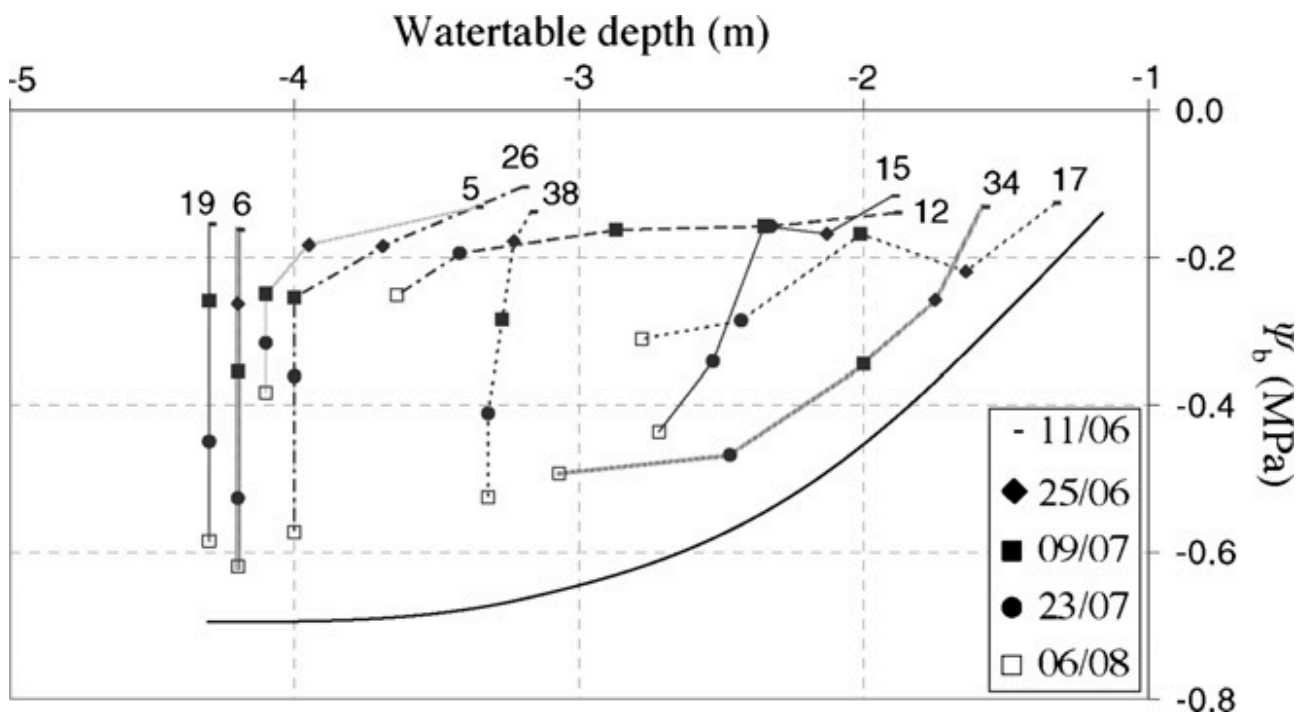 Watertable depth (m)
-5 -4 -3 -2 -1
0.0
-0.2
-0.4
-0.6
-0.8
Ψb (MPa)
19 6 5 26 38 15 12 34 17
- 11/06
◆ 25/06
■ 09/07
● 23/07
□ 06/08